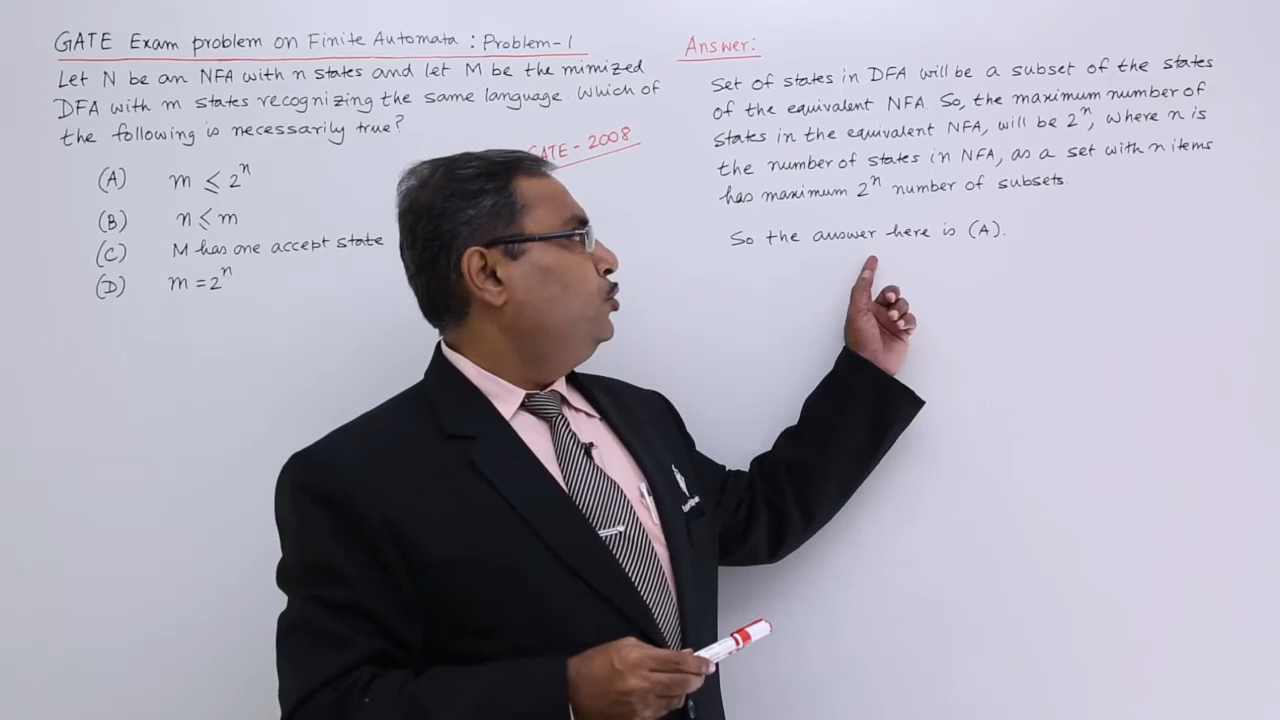 GATE Exam problem on Finite Automata : Problem-1
Let N be an NFA with n states and let M be the mimized
DFA with m states recognizing the same language. Which of
the following is necessarily true?
GATE - 2008
(A) m ≤ 2ⁿ
(B) n ≤ m
(C) M has one accept state
(D) m = 2ⁿ
Answer:
Set of states in DFA will be a subset of the states
of the equivalent NFA. So, the maximum number of
states in the equivalent NFA, will be 2ⁿ, where n is
the number of states in NFA, as a set with n items
has maximum 2ⁿ number of subsets.
So the answer here is (A).